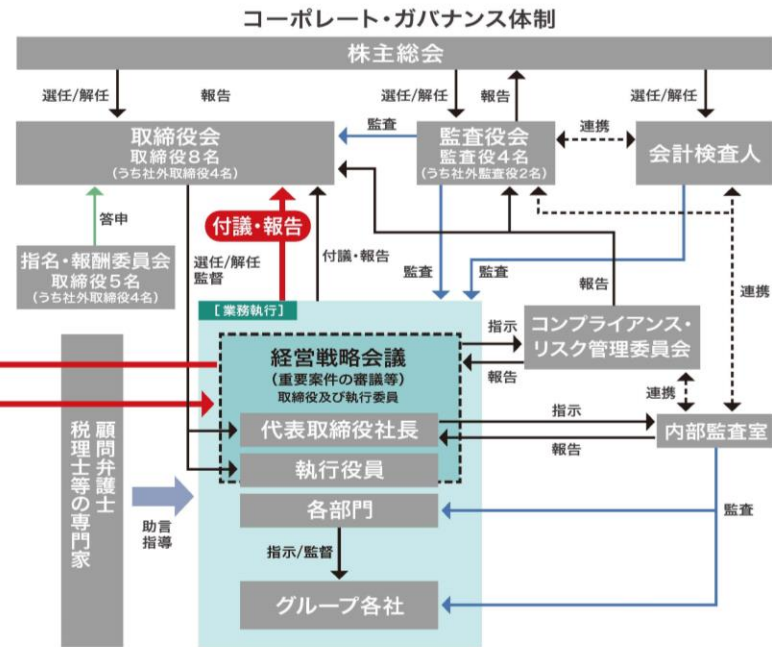 コーポレート・ガバナンス体制
株主総会
選任/解任
報告
選任/解任
報告
選任/解任
取締役会
取締役8名
(うち社外取締役4名)
監査
監査役会
監査役4名
(うち社外監査役2名)
連携
会計検査人
答申
付議・報告
指名・報酬委員会
取締役5名
(うち社外取締役4名)
選任/解任
監督
付議・報告
監査
監査
報告
連携
[業務執行]
経営戦略会議
(重要案件の審議等)
取締役及び執行委員
指示
報告
コンプライアンス・
リスク管理委員会
連携
代表取締役社長
指示
報告
内部監査室
執行役員
顧問弁護士
税理士等の専門家
助言
指導
各部門
監査
指示/監督
グループ各社